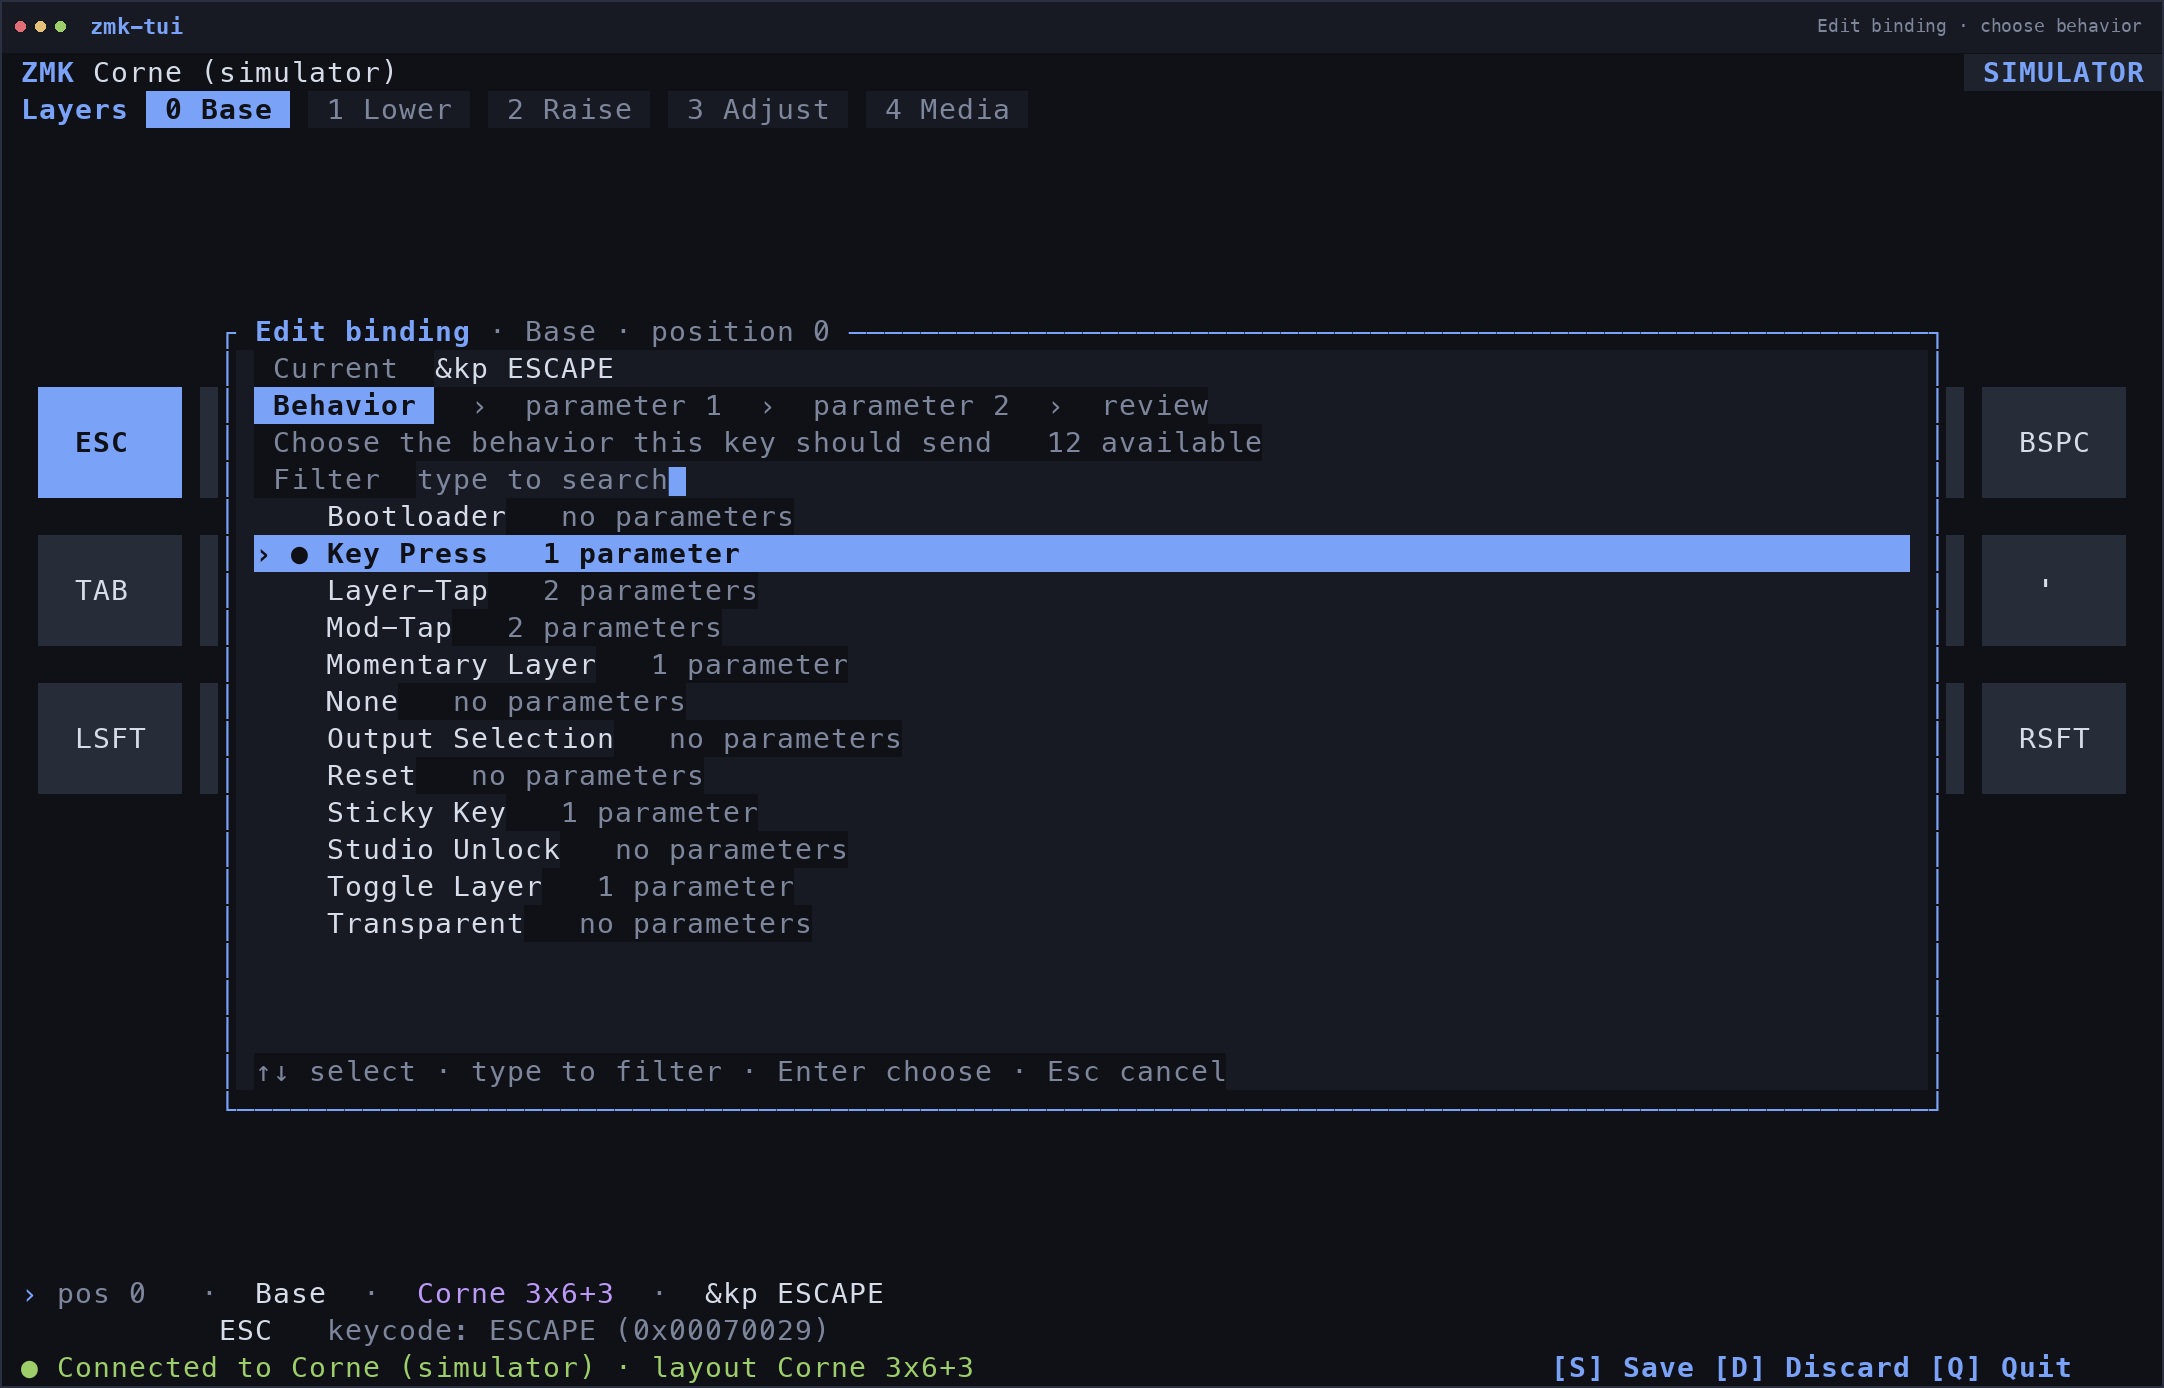 zmk-tui
Edit binding · choose behavior
ZMK Corne (simulator)
SIMULATOR
Layers 0 Base 1 Lower 2 Raise 3 Adjust 4 Media
Edit binding · Base · position 0
Current &kp ESCAPE
Behavior › parameter 1 › parameter 2 › review
Choose the behavior this key should send 12 available
Filter type to search
Bootloader no parameters
› ● Key Press 1 parameter
Layer-Tap 2 parameters
Mod-Tap 2 parameters
Momentary Layer 1 parameter
None no parameters
Output Selection no parameters
Reset no parameters
Sticky Key 1 parameter
Studio Unlock no parameters
Toggle Layer 1 parameter
Transparent no parameters
↑↓ select · type to filter · Enter choose · Esc cancel
ESC
TAB
LSFT
BSPC
'
RSFT
› pos 0 · Base · Corne 3x6+3 · &kp ESCAPE
ESC keycode: ESCAPE (0x00070029)
● Connected to Corne (simulator) · layout Corne 3x6+3
[S] Save [D] Discard [Q] Quit